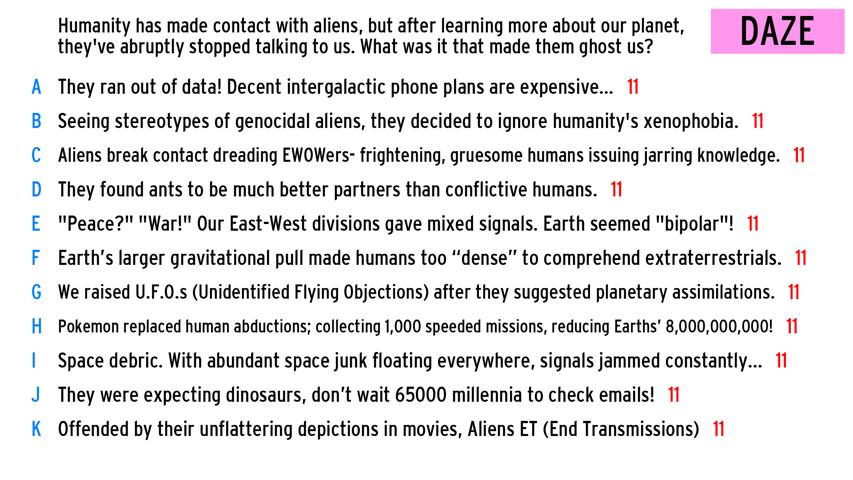 Humanity has made contact with aliens, but after learning more about our planet,
they've abruptly stopped talking to us. What was it that made them ghost us?
DAZE
A They ran out of data! Decent intergalactic phone plans are expensive... 11
B Seeing stereotypes of genocidal aliens, they decided to ignore humanity's xenophobia. 11
C Aliens break contact dreading EWOWers- frightening, gruesome humans issuing jarring knowledge. 11
D They found ants to be much better partners than conflictive humans. 11
E "Peace?" "War!" Our East-West divisions gave mixed signals. Earth seemed "bipolar"! 11
F Earth’s larger gravitational pull made humans too “dense” to comprehend extraterrestrials. 11
G We raised U.F.O.s (Unidentified Flying Objections) after they suggested planetary assimilations. 11
H Pokemon replaced human abductions; collecting 1,000 speeded missions, reducing Earths’ 8,000,000,000! 11
I Space debric. With abundant space junk floating everywhere, signals jammed constantly... 11
J They were expecting dinosaurs, don’t wait 65000 millennia to check emails! 11
K Offended by their unflattering depictions in movies, Aliens ET (End Transmissions) 11